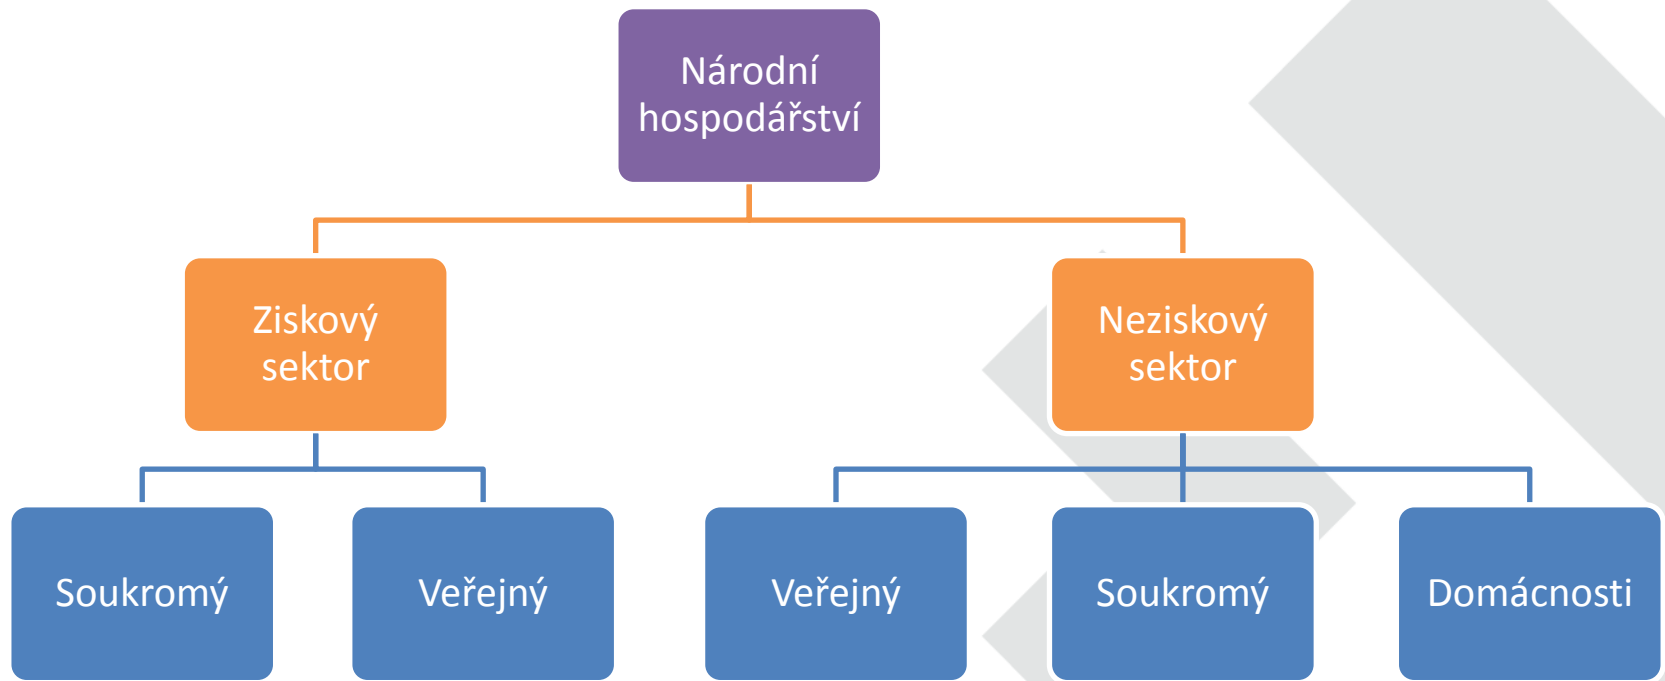 Národní
hospodářství
Ziskový
sektor
Neziskový
sektor
Soukromý
Veřejný
Veřejný
Soukromý
Domácnosti